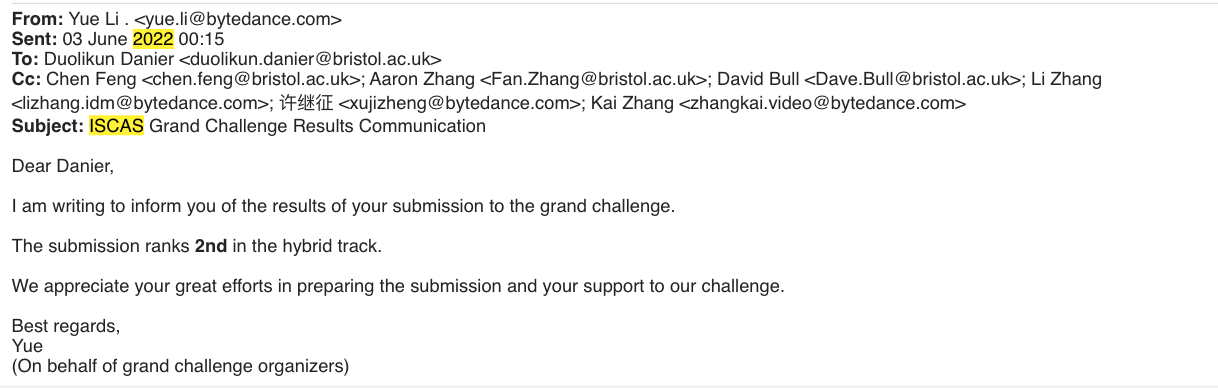 From: Yue Li . <yue.li@bytedance.com>
Sent: 03 June 2022 00:15
To: Duolikun Danier <duolikun.danier@bristol.ac.uk>
Cc: Chen Feng <chen.feng@bristol.ac.uk>; Aaron Zhang <Fan.Zhang@bristol.ac.uk>; David Bull <Dave.Bull@bristol.ac.uk>; Li Zhang
<lizhang.idm@bytedance.com>; 许继征 <xujizheng@bytedance.com>; Kai Zhang <zhangkai.video@bytedance.com>
Subject: ISCAS Grand Challenge Results Communication
Dear Danier,
I am writing to inform you of the results of your submission to the grand challenge.
The submission ranks 2nd in the hybrid track.
We appreciate your great efforts in preparing the submission and your support to our challenge.
Best regards,
Yue
(On behalf of grand challenge organizers)